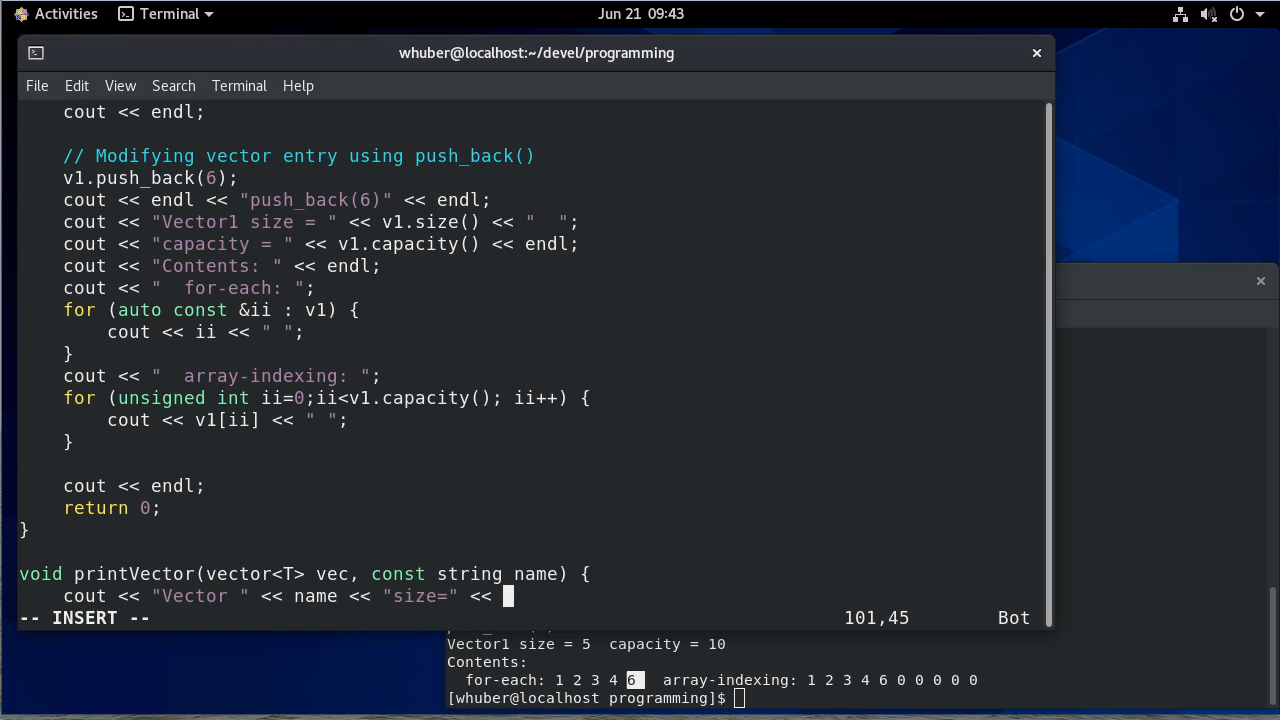 Activities Terminal Jun 21 09:43
whuber@localhost:~/devel/programming
File Edit View Search Terminal Help
    cout << endl;

    // Modifying vector entry using push_back()
    v1.push_back(6);
    cout << endl << "push_back(6)" << endl;
    cout << "Vector1 size = " << v1.size() << "  ";
    cout << "capacity = " << v1.capacity() << endl;
    cout << "Contents: " << endl;
    cout << "  for-each: ";
    for (auto const &ii : v1) {
        cout << ii << " ";
    }
    cout << "  array-indexing: ";
    for (unsigned int ii=0;ii<v1.capacity(); ii++) {
        cout << v1[ii] << " ";
    }

    cout << endl;
    return 0;
}

void printVector(vector<T> vec, const string name) {
    cout << "Vector " << name << "size=" <<
-- INSERT -- 101,45 Bot
Vector1 size = 5  capacity = 10
Contents:
  for-each: 1 2 3 4 6   array-indexing: 1 2 3 4 6 0 0 0 0 0
[whuber@localhost programming]$